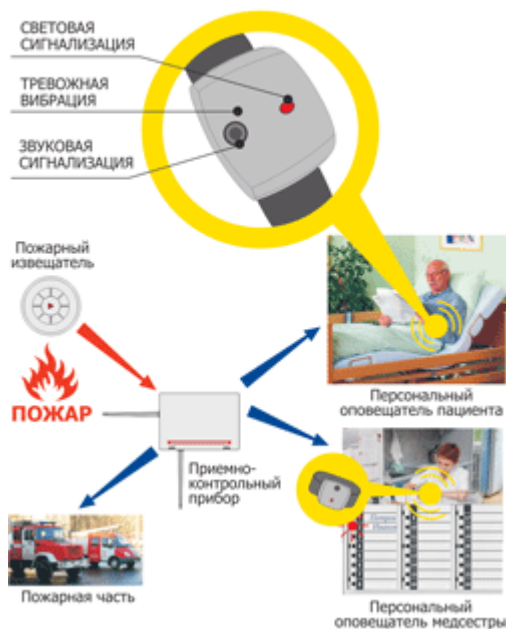 СВЕТОВАЯ
СИГНАЛИЗАЦИЯ
ТРЕВОЖНАЯ
ВИБРАЦИЯ
ЗВУКОВАЯ
СИГНАЛИЗАЦИЯ
Пожарный
извещатель
ПОЖАР
Персональный
оповещатель пациента
Приемно-
контрольный
прибор
Пожарная часть
Персональный
оповещатель медсестры